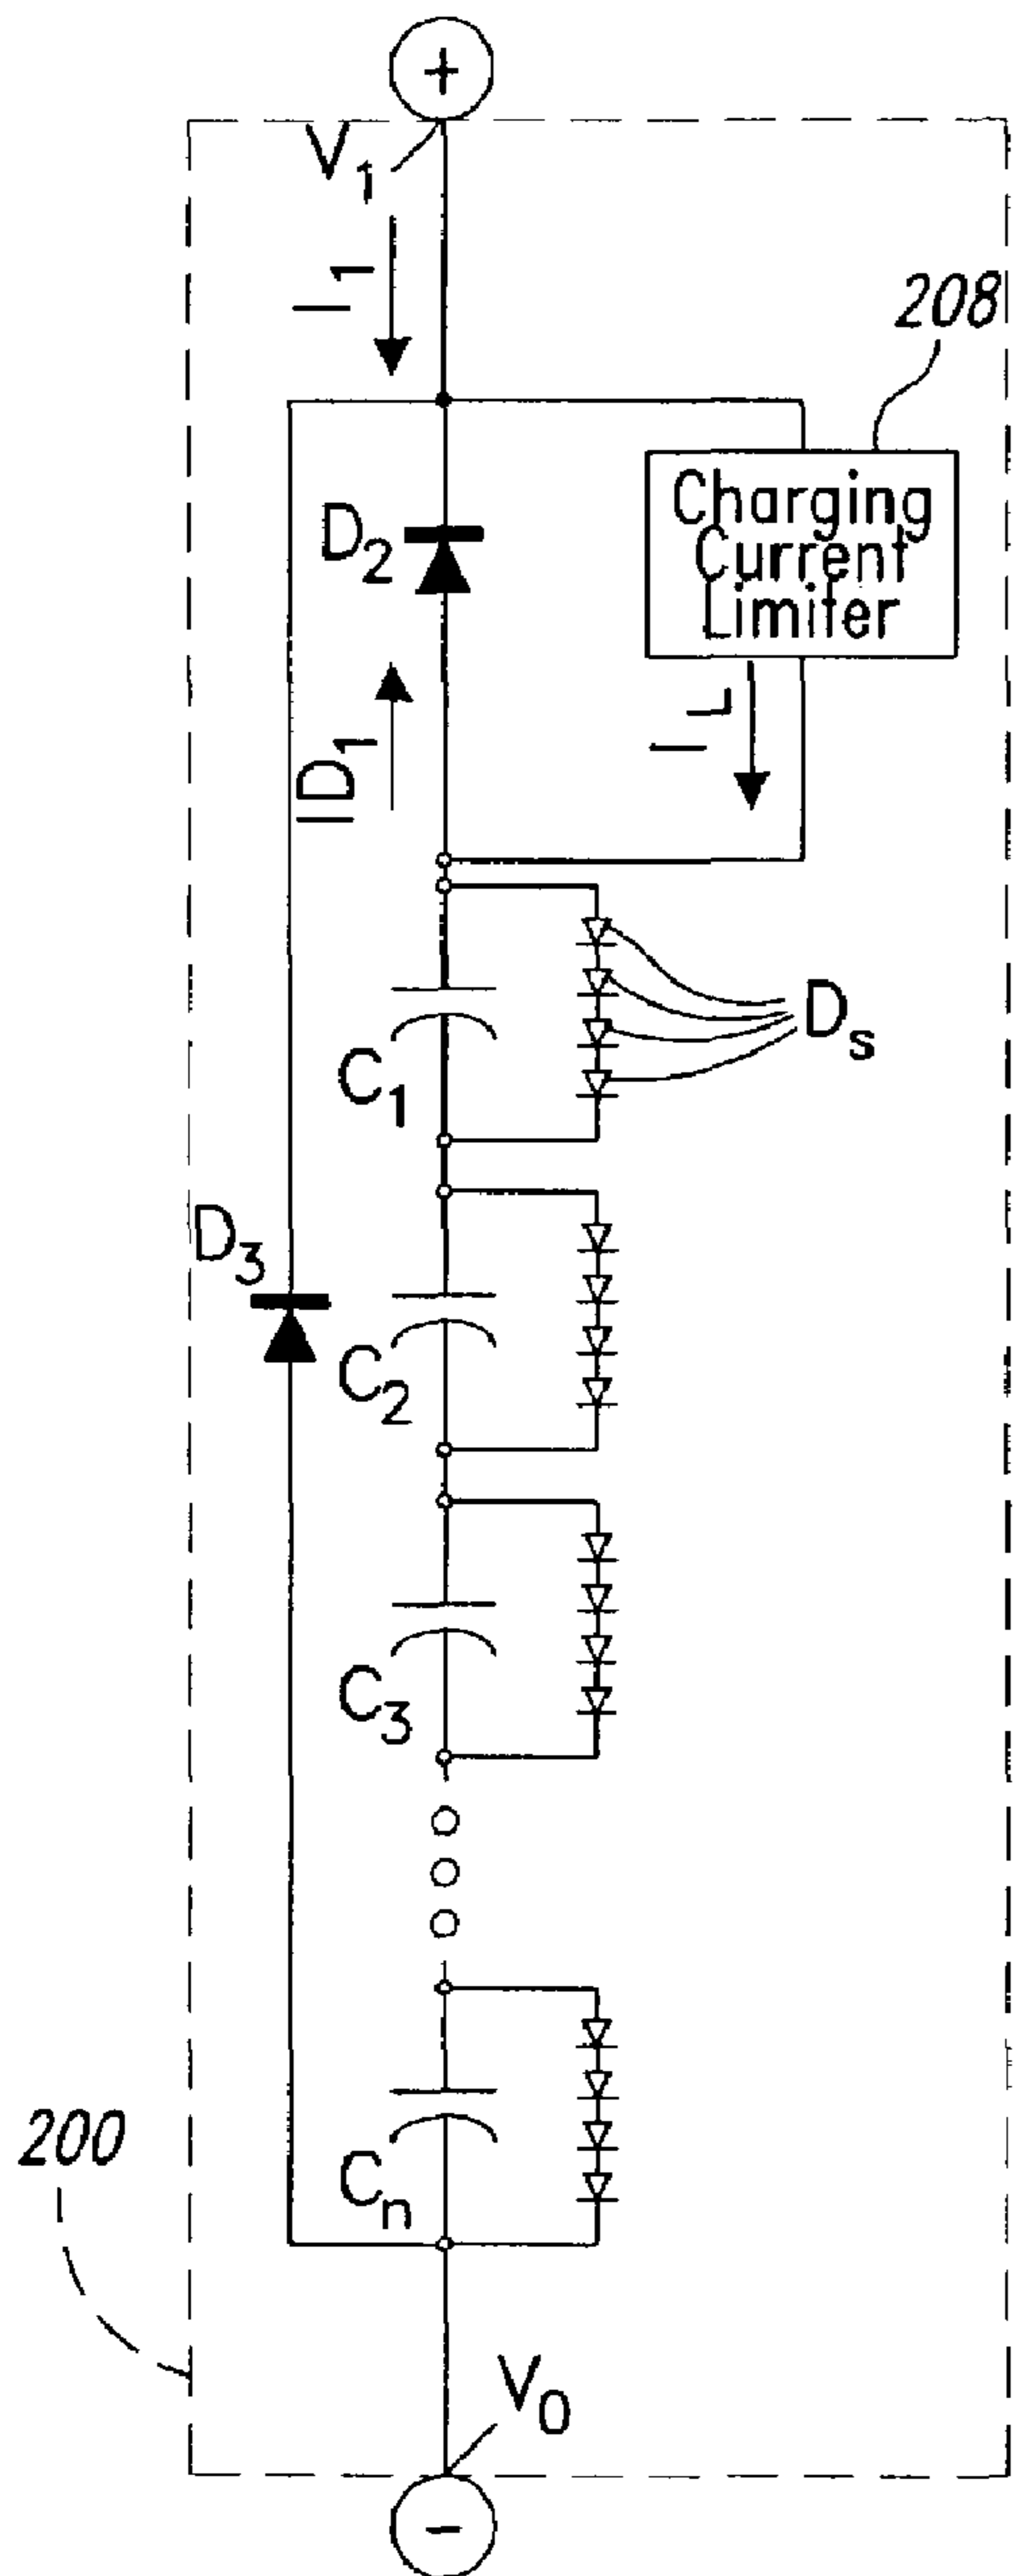 +
V1
I1
208
Charging
Current
Limiter
D2
ID1
IL
Ds
C1
D3
C2
C3
Cn
200
V0
-